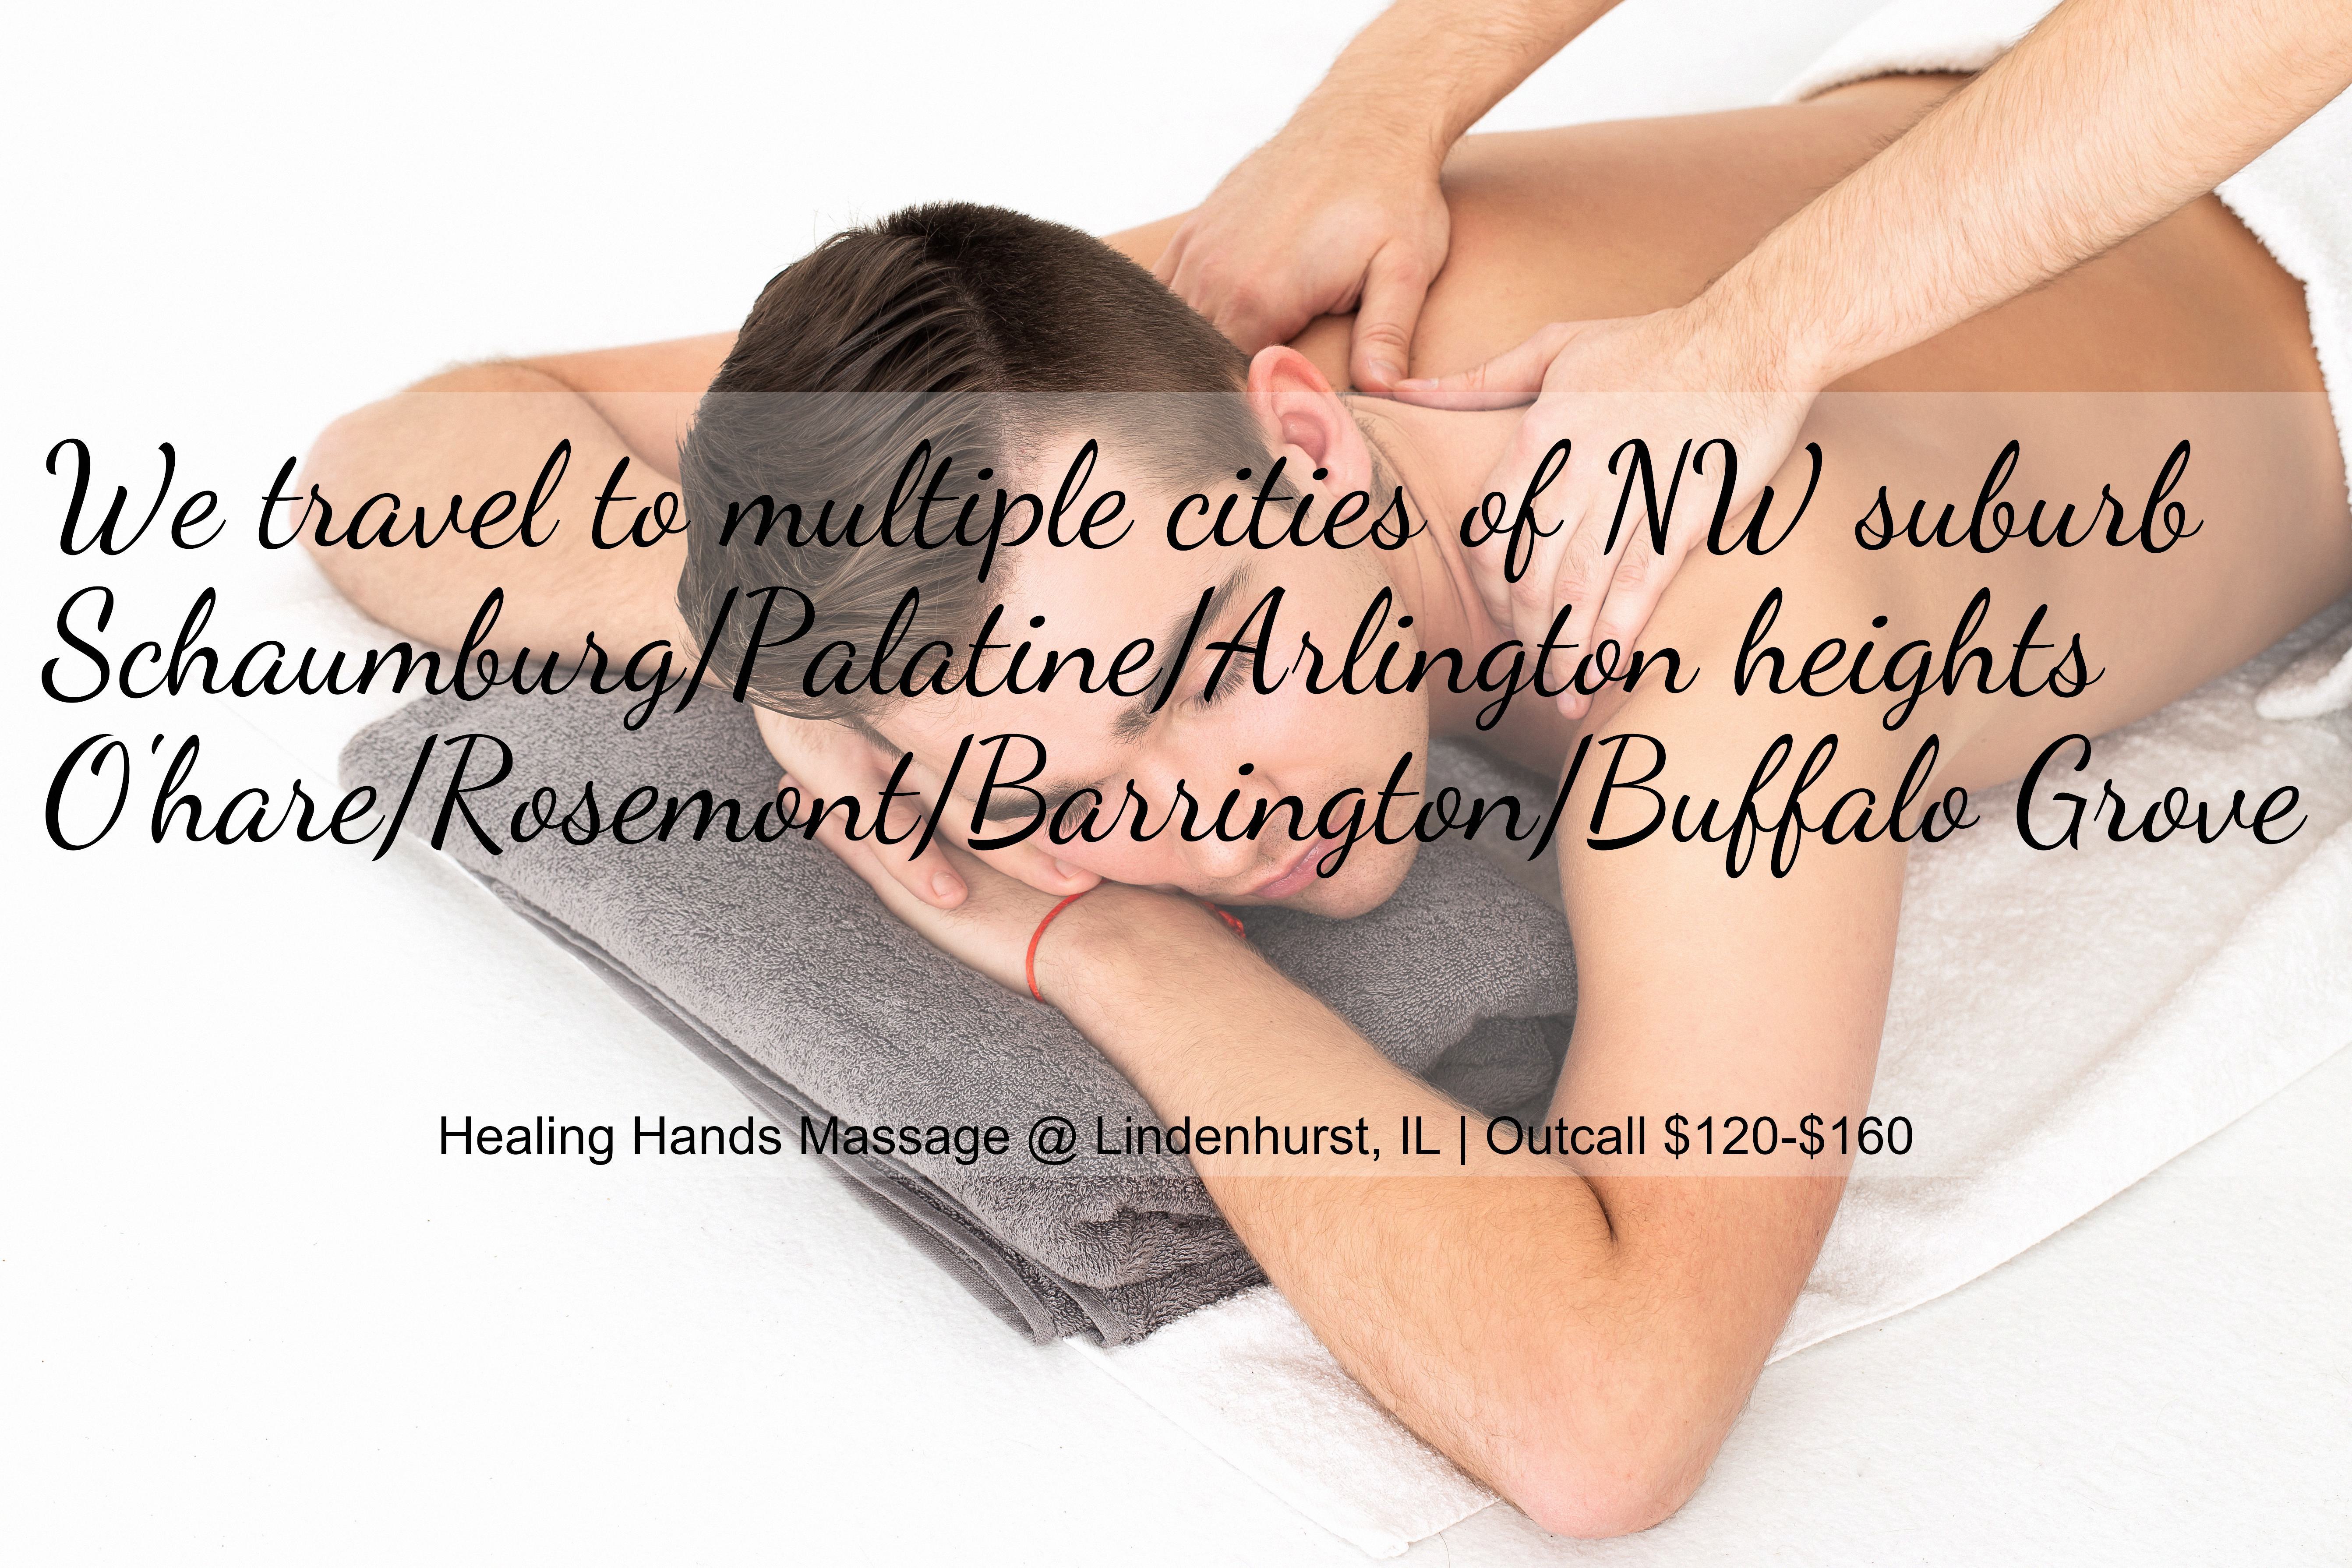 We travel to multiple cities of NW suburb
Schaumburg/Palatine/Arlington heights
O'hare/Rosemont/Barrington/Buffalo Grove
Healing Hands Massage @ Lindenhurst, IL | Outcall $120-$160